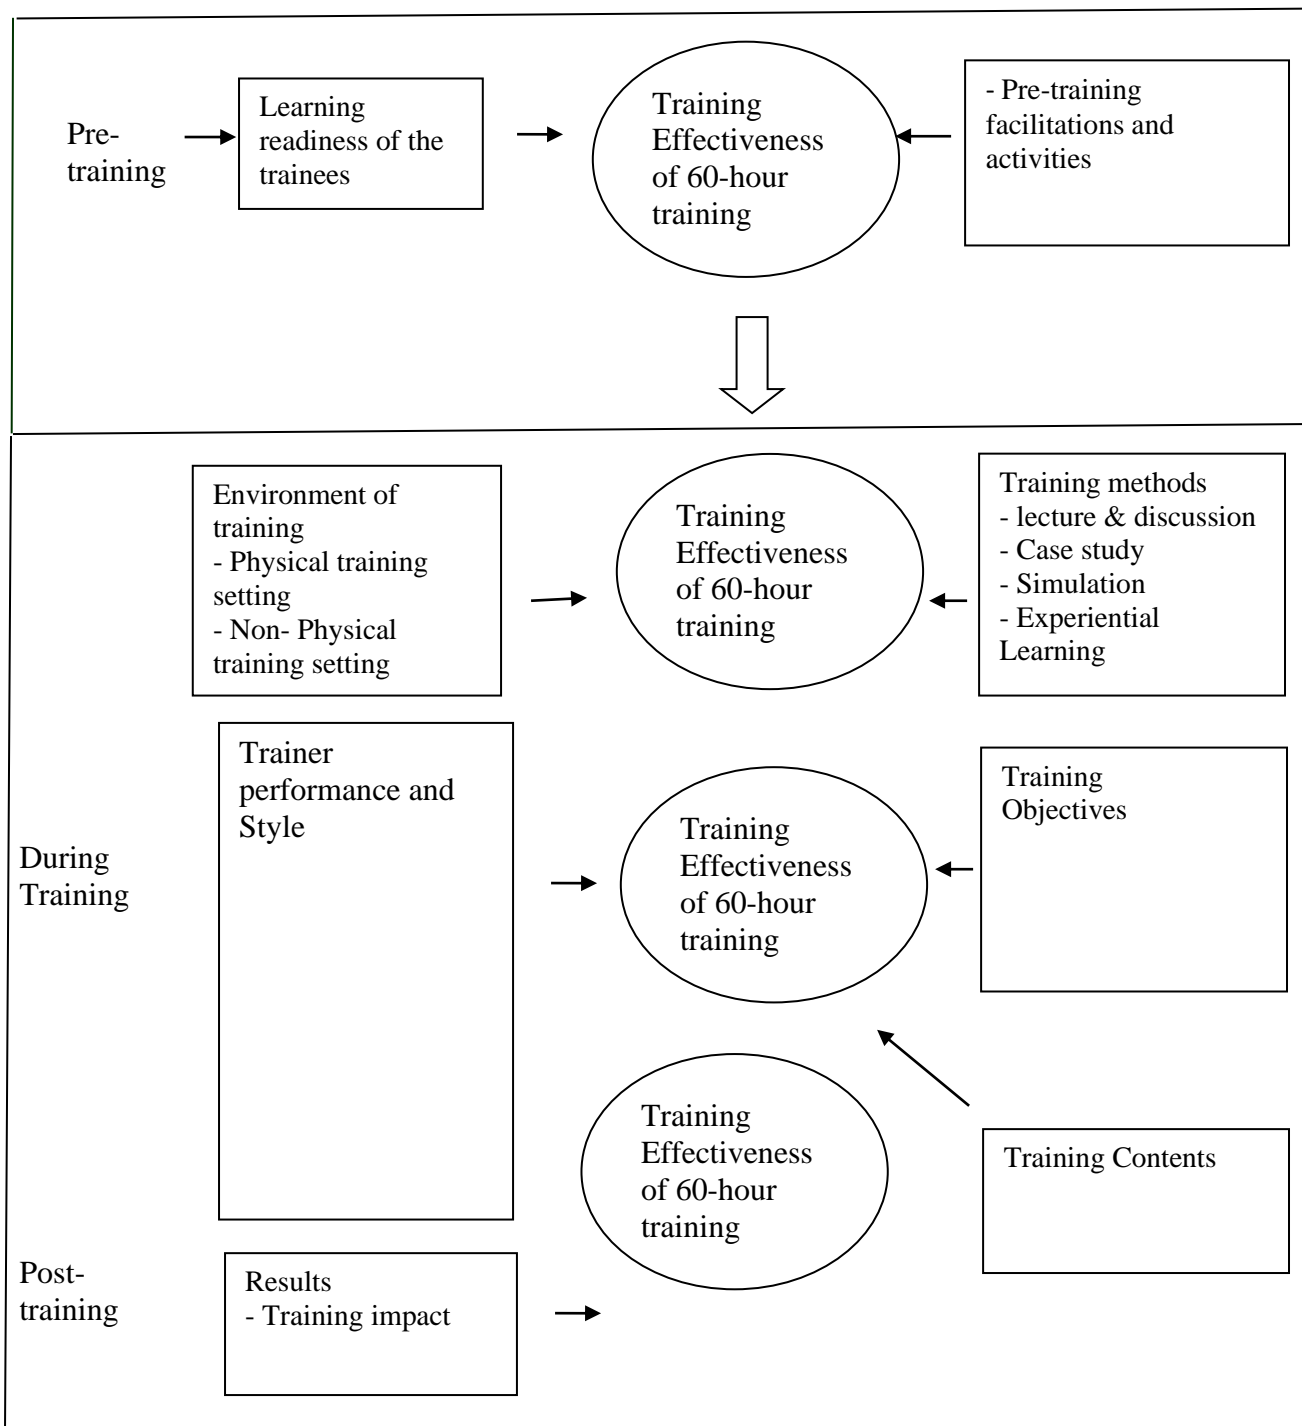 Pre-
training
Learning
readiness of the
trainees
Training
Effectiveness
of 60-hour
training
- Pre-training
facilitations and
activities
Environment of
training
- Physical training
setting
- Non- Physical
training setting
Training
Effectiveness
of 60-hour
training
Training methods
- lecture & discussion
- Case study
- Simulation
- Experiential
Learning
During
Training
Trainer
performance and
Style
Training
Effectiveness
of 60-hour
training
Training
Objectives
Training
Effectiveness
of 60-hour
training
Training Contents
Post-
training
Results
- Training impact